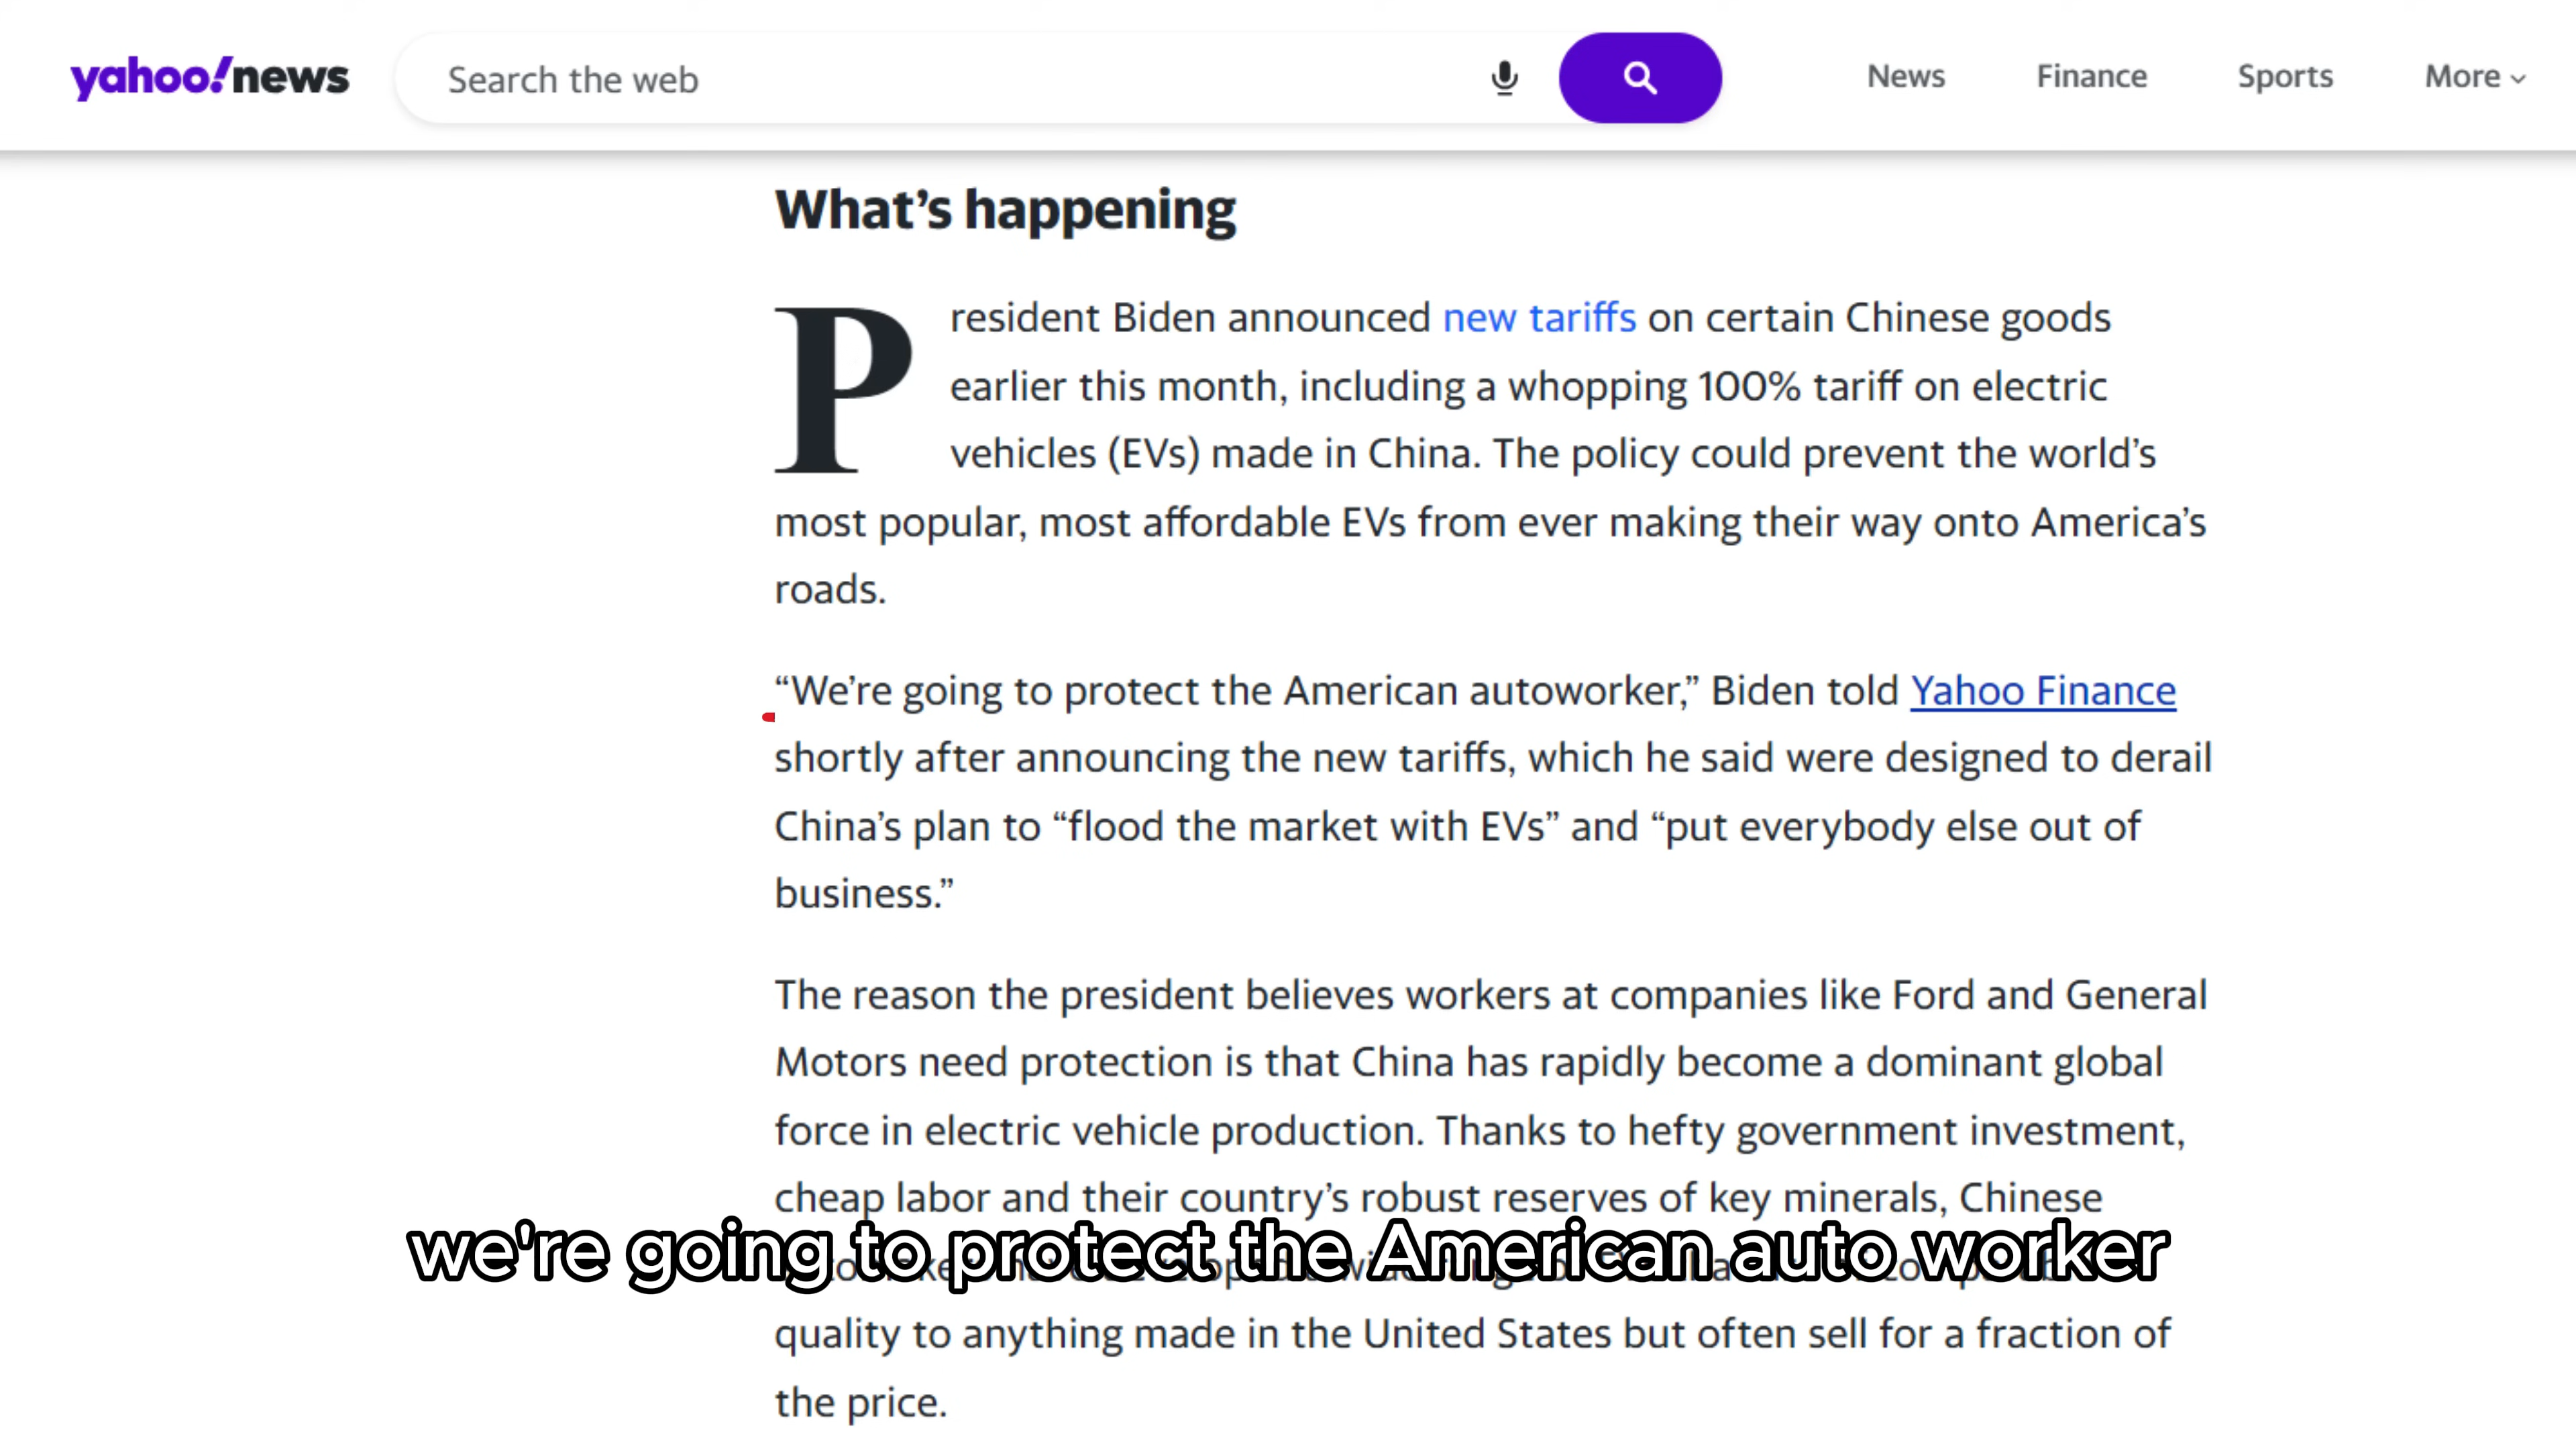 yahoo!news
Search the web
News Finance Sports More
What's happening
President Biden announced new tariffs on certain Chinese goods
earlier this month, including a whopping 100% tariff on electric
vehicles (EVs) made in China. The policy could prevent the world's
most popular, most affordable EVs from ever making their way onto America's
roads.
“We're going to protect the American autoworker,” Biden told Yahoo Finance
shortly after announcing the new tariffs, which he said were designed to derail
China's plan to “flood the market with EVs” and “put everybody else out of
business.”
The reason the president believes workers at companies like Ford and General
Motors need protection is that China has rapidly become a dominant global
force in electric vehicle production. Thanks to hefty government investment,
cheap labor and their country's robust reserves of key minerals, Chinese
we're going to protect the American auto worker
quality to anything made in the United States but often sell for a fraction of
the price.